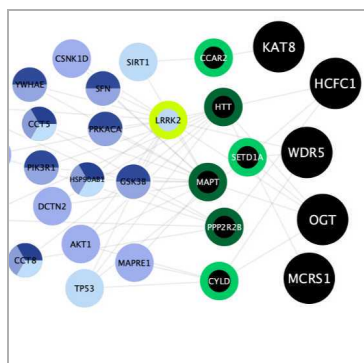 CSNK1D
SIRT1
CCAR2
KAT8
YWHAE
SFN
HTT
HCFC1
CCT5
PRKACA
LRRK2
SETD1A
WDR5
PIK3R1
HSP90AB1
GSK3B
MAPT
DCTN2
PPP2R2B
OGT
AKT1
CCT8
MAPRE1
TP53
CYLD
MCRS1